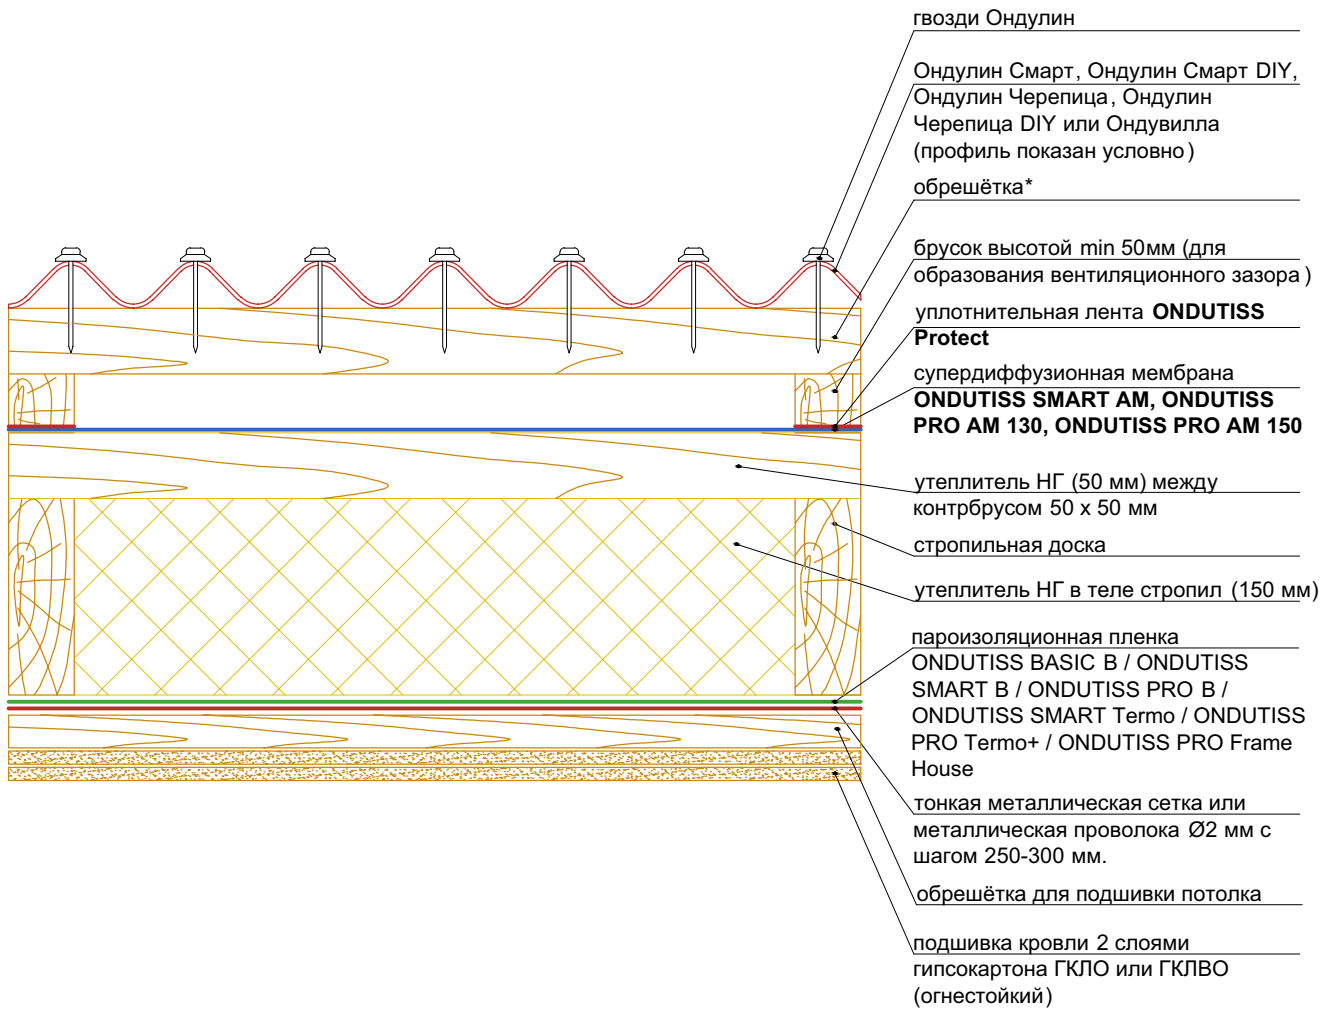 гвозди Ондулин
Ондулин Смарт, Ондулин Смарт DIY,
Ондулин Черепица, Ондулин
Черепица DIY или Ондувилла
(профиль показан условно)
обрешётка*
брусок высотой min 50мм (для
образования вентиляционного зазора)
уплотнительная лента ONDUTISS
Protect
супердиффузионная мембрана
ONDUTISS SMART AM, ONDUTISS
PRO AM 130, ONDUTISS PRO AM 150
утеплитель НГ (50 мм) между
контрбрусом 50 х 50 мм
стропильная доска
утеплитель НГ в теле стропил (150 мм)
пароизоляционная пленка
ONDUTISS BASIC B / ONDUTISS
SMART B / ONDUTISS PRO B /
ONDUTISS SMART Termo / ONDUTISS
PRO Termo+ / ONDUTISS PRO Frame
House
тонкая металлическая сетка или
металлическая проволока Ø2 мм с
шагом 250-300 мм.
обрешётка для подшивки потолка
подшивка кровли 2 слоями
гипсокартона ГКЛО или ГКЛВО
(огнестойкий)